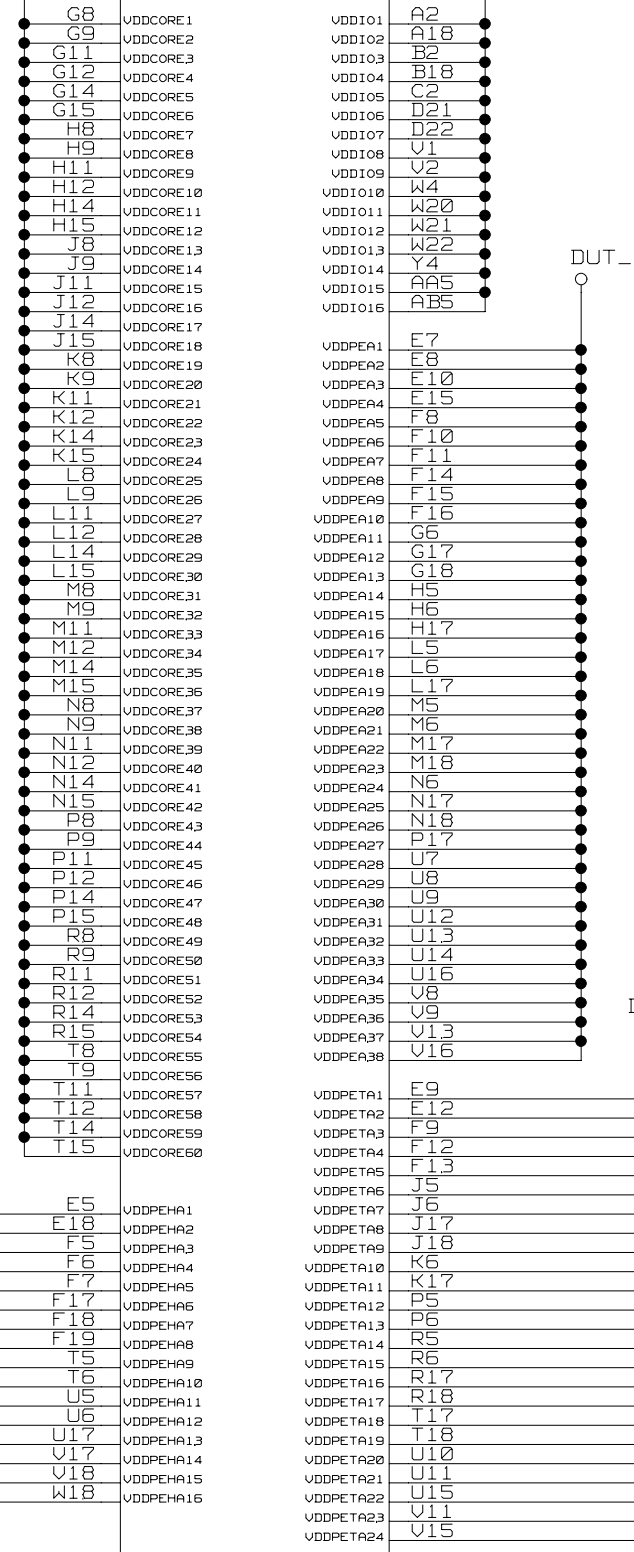 G8 VDDCORE1
G9 VDDCORE2
G11 VDDCORE3
G12 VDDCORE4
G14 VDDCORE5
G15 VDDCORE6
H8 VDDCORE7
H9 VDDCORE8
H11 VDDCORE9
H12 VDDCORE10
H14 VDDCORE11
H15 VDDCORE12
J8 VDDCORE13
J9 VDDCORE14
J11 VDDCORE15
J12 VDDCORE16
J14 VDDCORE17
J15 VDDCORE18
K8 VDDCORE19
K9 VDDCORE20
K11 VDDCORE21
K12 VDDCORE22
K14 VDDCORE23
K15 VDDCORE24
L8 VDDCORE25
L9 VDDCORE26
L11 VDDCORE27
L12 VDDCORE28
L14 VDDCORE29
L15 VDDCORE30
M8 VDDCORE31
M9 VDDCORE32
M11 VDDCORE33
M12 VDDCORE34
M14 VDDCORE35
M15 VDDCORE36
N8 VDDCORE37
N9 VDDCORE38
N11 VDDCORE39
N12 VDDCORE40
N14 VDDCORE41
N15 VDDCORE42
P8 VDDCORE43
P9 VDDCORE44
P11 VDDCORE45
P12 VDDCORE46
P14 VDDCORE47
P15 VDDCORE48
R8 VDDCORE49
R9 VDDCORE50
R11 VDDCORE51
R12 VDDCORE52
R14 VDDCORE53
R15 VDDCORE54
T8 VDDCORE55
T9 VDDCORE56
T11 VDDCORE57
T12 VDDCORE58
T14 VDDCORE59
T15 VDDCORE60
E5 VDDPEHA1
E18 VDDPEHA2
F5 VDDPEHA3
F6 VDDPEHA4
F7 VDDPEHA5
F17 VDDPEHA6
F18 VDDPEHA7
F19 VDDPEHA8
T5 VDDPEHA9
T6 VDDPEHA10
U5 VDDPEHA11
U6 VDDPEHA12
U17 VDDPEHA13
V17 VDDPEHA14
V18 VDDPEHA15
W18 VDDPEHA16
VDDIO1 A2
VDDIO2 A18
VDDIO3 B2
VDDIO4 B18
VDDIO5 C2
VDDIO6 D21
VDDIO7 D22
VDDIO8 V1
VDDIO9 V2
VDDIO10 W4
VDDIO11 W20
VDDIO12 W21
VDDIO13 W22
VDDIO14 Y4
VDDIO15 AA5
VDDIO16 AB5
DUT_
VDDPEA1 E7
VDDPEA2 E8
VDDPEA3 E10
VDDPEA4 E15
VDDPEA5 F8
VDDPEA6 F10
VDDPEA7 F11
VDDPEA8 F14
VDDPEA9 F15
VDDPEA10 F16
VDDPEA11 G6
VDDPEA12 G17
VDDPEA13 G18
VDDPEA14 H5
VDDPEA15 H6
VDDPEA16 H17
VDDPEA17 L5
VDDPEA18 L6
VDDPEA19 L17
VDDPEA20 M5
VDDPEA21 M6
VDDPEA22 M17
VDDPEA23 M18
VDDPEA24 N6
VDDPEA25 N17
VDDPEA26 N18
VDDPEA27 P17
VDDPEA28 U7
VDDPEA29 U8
VDDPEA30 U9
VDDPEA31 U12
VDDPEA32 U13
VDDPEA33 U14
VDDPEA34 U16
VDDPEA35 V8
VDDPEA36 V9
VDDPEA37 V13
VDDPEA38 V16
VDDPETA1 E9
VDDPETA2 E12
VDDPETA3 F9
VDDPETA4 F12
VDDPETA5 F13
VDDPETA6 J5
VDDPETA7 J6
VDDPETA8 J17
VDDPETA9 J18
VDDPETA10 K6
VDDPETA11 K17
VDDPETA12 P5
VDDPETA13 P6
VDDPETA14 R5
VDDPETA15 R6
VDDPETA16 R17
VDDPETA17 R18
VDDPETA18 T17
VDDPETA19 T18
VDDPETA20 U10
VDDPETA21 U11
VDDPETA22 U15
VDDPETA23 V11
VDDPETA24 V15